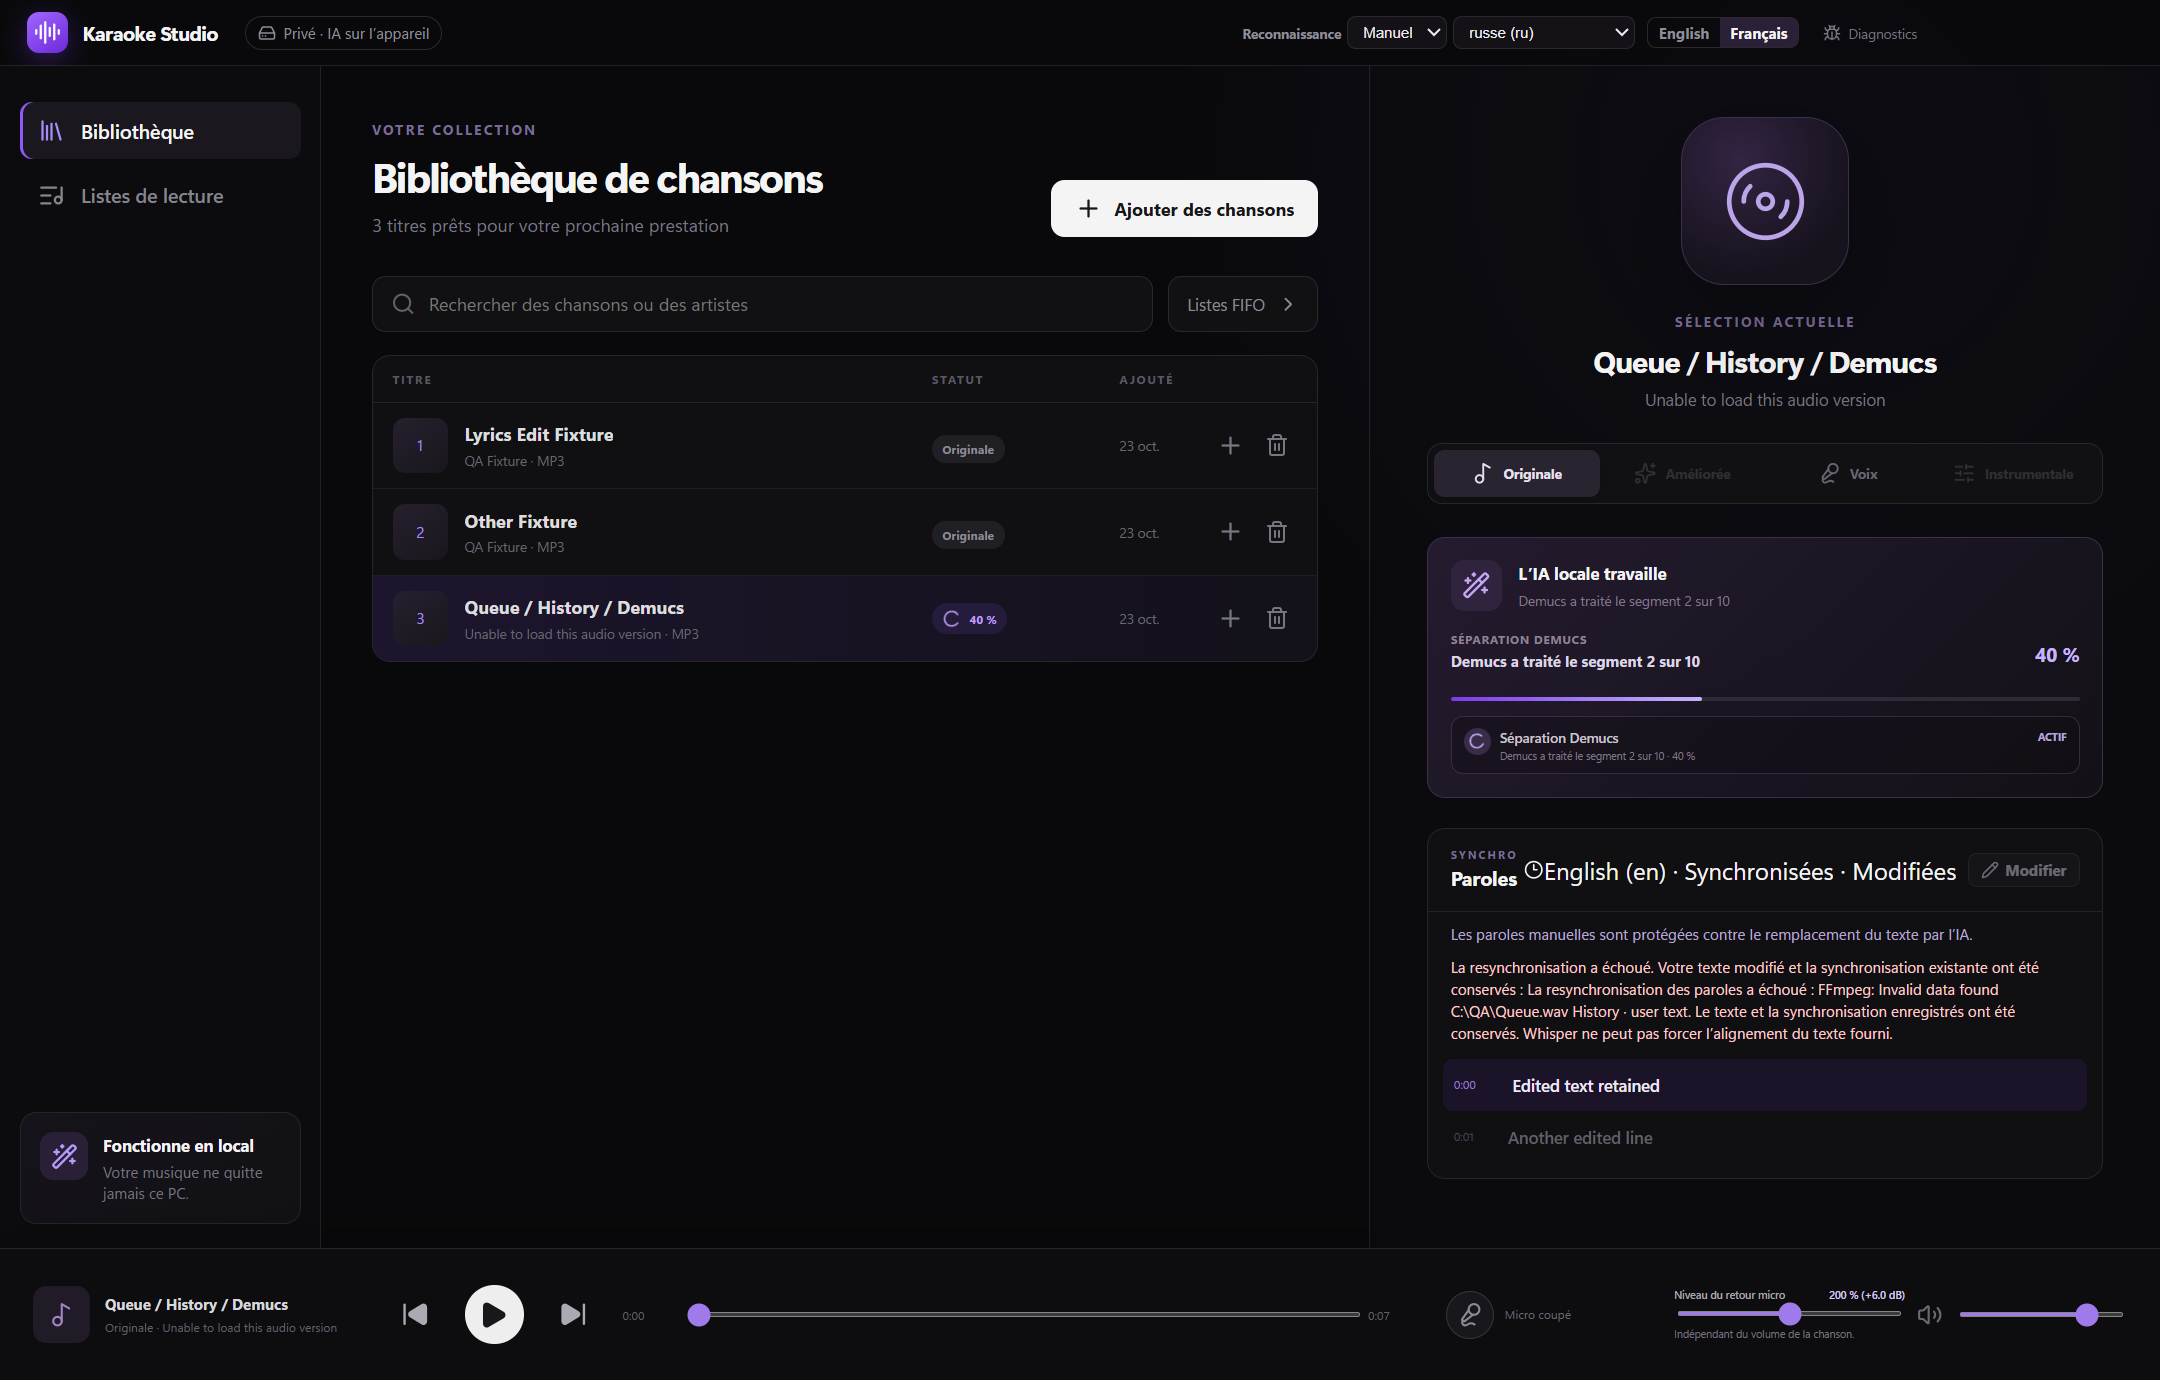 Karaoke Studio
Privé · IA sur l’appareil
Reconnaissance
Manuel
russe (ru)
English
Français
Diagnostics
Bibliothèque
Listes de lecture
VOTRE COLLECTION
Bibliothèque de chansons
3 titres prêts pour votre prochaine prestation
Ajouter des chansons
Rechercher des chansons ou des artistes
Listes FIFO
TITRE
STATUT
AJOUTÉ
1
Lyrics Edit Fixture
QA Fixture · MP3
Originale
23 oct.
2
Other Fixture
QA Fixture · MP3
Originale
23 oct.
3
Queue / History / Demucs
Unable to load this audio version · MP3
40 %
23 oct.
Fonctionne en local
Votre musique ne quitte
jamais ce PC.
SÉLECTION ACTUELLE
Queue / History / Demucs
Unable to load this audio version
Originale
Améliorée
Voix
Instrumentale
L’IA locale travaille
Demucs a traité le segment 2 sur 10
SÉPARATION DEMUCS
Demucs a traité le segment 2 sur 10
40 %
Séparation Demucs
Demucs a traité le segment 2 sur 10 · 40 %
ACTIF
SYNCHRO
Paroles
English (en) · Synchronisées · Modifiées
Modifier
Les paroles manuelles sont protégées contre le remplacement du texte par l’IA.
La resynchronisation a échoué. Votre texte modifié et la synchronisation existante ont été
conservés : La resynchronisation des paroles a échoué : FFmpeg: Invalid data found
C:\QA\Queue.wav History · user text. Le texte et la synchronisation enregistrés ont été
conservés. Whisper ne peut pas forcer l’alignement du texte fourni.
0:00
Edited text retained
0:01
Another edited line
Queue / History / Demucs
Originale · Unable to load this audio version
0:00
0:07
Micro coupé
Niveau du retour micro
200 % (+6.0 dB)
Indépendant du volume de la chanson.